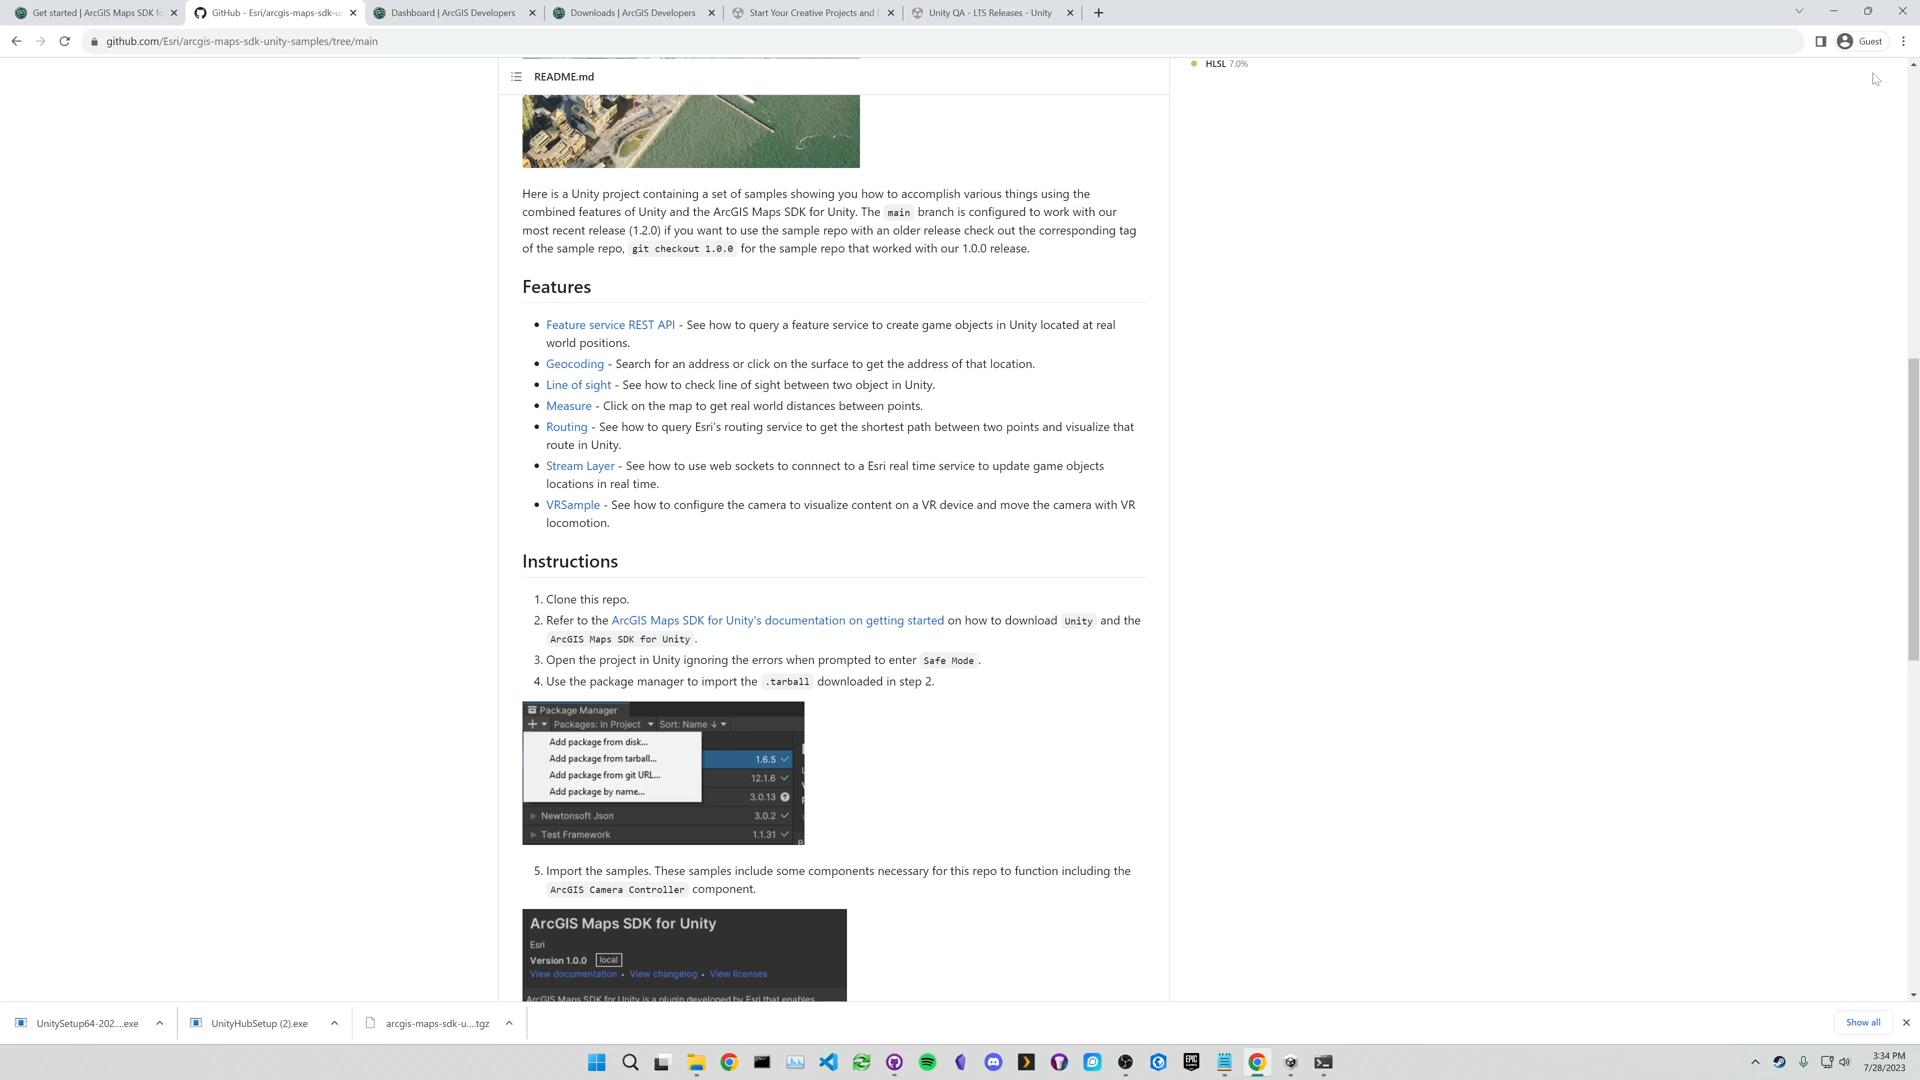 Get started | ArcGIS Maps SDK fo
GitHub - Esri/arcgis-maps-sdk-u
Dashboard | ArcGIS Developers
Downloads | ArcGIS Developers
Start Your Creative Projects and
Unity QA - LTS Releases - Unity
github.com/Esri/arcgis-maps-sdk-unity-samples/tree/main
Guest
README.md
HLSL 7.0%
Here is a Unity project containing a set of samples showing you how to accomplish various things using the
combined features of Unity and the ArcGIS Maps SDK for Unity. The main branch is configured to work with our
most recent release (1.2.0) if you want to use the sample repo with an older release check out the corresponding tag
of the sample repo, git checkout 1.0.0 for the sample repo that worked with our 1.0.0 release.
Features
• Feature service REST API - See how to query a feature service to create game objects in Unity located at real
world positions.
• Geocoding - Search for an address or click on the surface to get the address of that location.
• Line of sight - See how to check line of sight between two object in Unity.
• Measure - Click on the map to get real world distances between points.
• Routing - See how to query Esri's routing service to get the shortest path between two points and visualize that
route in Unity.
• Stream Layer - See how to use web sockets to connnect to a Esri real time service to update game objects
locations in real time.
• VRSample - See how to configure the camera to visualize content on a VR device and move the camera with VR
locomotion.
Instructions
1. Clone this repo.
2. Refer to the ArcGIS Maps SDK for Unity's documentation on getting started on how to download Unity and the
ArcGIS Maps SDK for Unity.
3. Open the project in Unity ignoring the errors when prompted to enter Safe Mode.
4. Use the package manager to import the .tarball downloaded in step 2.
Package Manager
Packages: In Project Sort: Name ↓
Add package from disk...
Add package from tarball... 1.6.5
Add package from git URL... 12.1.6
Add package by name... 3.0.13
Newtonsoft Json 3.0.2
Test Framework 1.1.31
5. Import the samples. These samples include some components necessary for this repo to function including the
ArcGIS Camera Controller component.
ArcGIS Maps SDK for Unity
Esri
Version 1.0.0 local
View documentation • View changelog • View licenses
ArcGIS Maps SDK for Unity is a plugin developed by Esri that enables
UnitySetup64-202....exe
UnityHubSetup (2).exe
arcgis-maps-sdk-u....tgz
Show all
EPIC
3:34 PM
7/28/2023